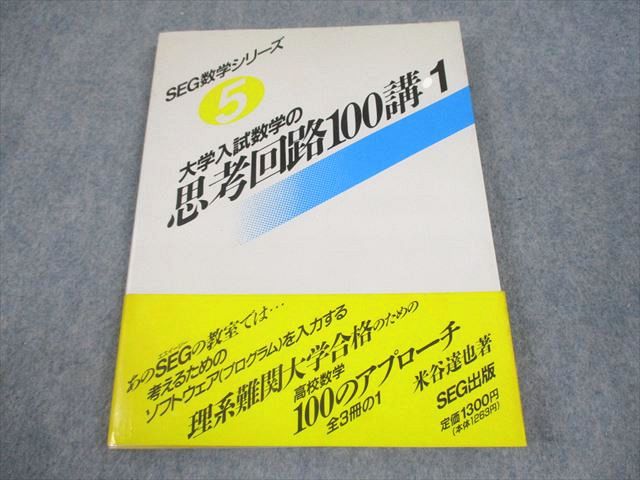 SEG数学シリーズ
5
大学入試数学の
思考回路100講・1
あのSEGの教室では…
考えるための
ソフトウェア(プログラム)を入力する
理系難関大学合格のための
高校数学
100のアプローチ
全3冊の1
米谷達也著
SEG出版
定価1300円
(本体1263円)